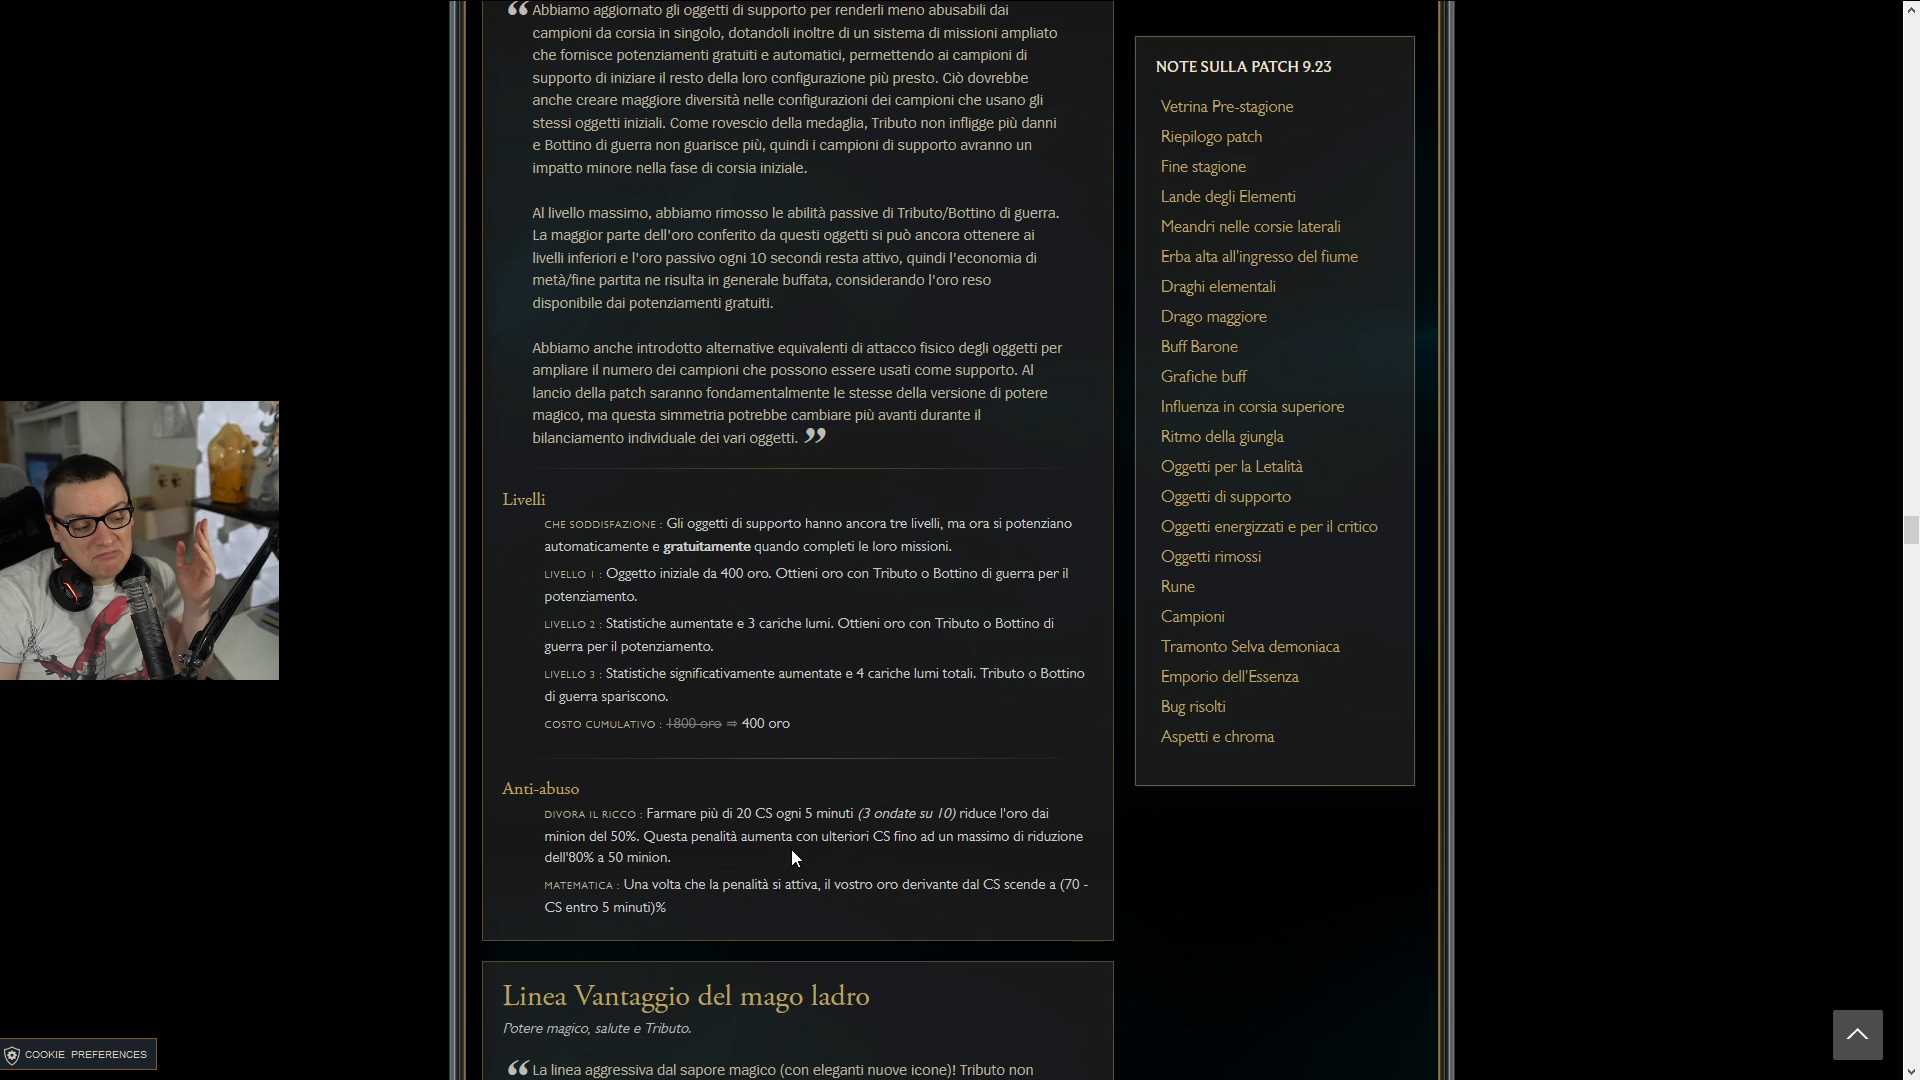 “ Abbiamo aggiornato gli oggetti di supporto per renderli meno abusabili dai
campioni da corsia in singolo, dotandoli inoltre di un sistema di missioni ampliato
che fornisce potenziamenti gratuiti e automatici, permettendo ai campioni di
supporto di iniziare il resto della loro configurazione più presto. Ciò dovrebbe
anche creare maggiore diversità nelle configurazioni dei campioni che usano gli
stessi oggetti iniziali. Come rovescio della medaglia, Tributo non infligge più danni
e Bottino di guerra non guarisce più, quindi i campioni di supporto avranno un
impatto minore nella fase di corsia iniziale.
Al livello massimo, abbiamo rimosso le abilità passive di Tributo/Bottino di guerra.
La maggior parte dell'oro conferito da questi oggetti si può ancora ottenere ai
livelli inferiori e l'oro passivo ogni 10 secondi resta attivo, quindi l'economia di
metà/fine partita ne risulta in generale buffata, considerando l'oro reso
disponibile dai potenziamenti gratuiti.
Abbiamo anche introdotto alternative equivalenti di attacco fisico degli oggetti per
ampliare il numero dei campioni che possono essere usati come supporto. Al
lancio della patch saranno fondamentalmente le stesse della versione di potere
magico, ma questa simmetria potrebbe cambiare più avanti durante il
bilanciamento individuale dei vari oggetti. ”
Livelli
CHE SODDISFAZIONE : Gli oggetti di supporto hanno ancora tre livelli, ma ora si potenziano
automaticamente e gratuitamente quando completi le loro missioni.
LIVELLO 1 : Oggetto iniziale da 400 oro. Ottieni oro con Tributo o Bottino di guerra per il
potenziamento.
LIVELLO 2 : Statistiche aumentate e 3 cariche lumi. Ottieni oro con Tributo o Bottino di
guerra per il potenziamento.
LIVELLO 3 : Statistiche significativamente aumentate e 4 cariche lumi totali. Tributo o Bottino
di guerra spariscono.
COSTO CUMULATIVO : 1800 oro ⇒ 400 oro
Anti-abuso
DIVORA IL RICCO : Farmare più di 20 CS ogni 5 minuti (3 ondate su 10) riduce l'oro dai
minion del 50%. Questa penalità aumenta con ulteriori CS fino ad un massimo di riduzione
dell'80% a 50 minion.
MATEMATICA : Una volta che la penalità si attiva, il vostro oro derivante dal CS scende a (70 -
CS entro 5 minuti)%
Linea Vantaggio del mago ladro
Potere magico, salute e Tributo.
“ La linea aggressiva dal sapore magico (con eleganti nuove icone)! Tributo non
NOTE SULLA PATCH 9.23
Vetrina Pre-stagione
Riepilogo patch
Fine stagione
Lande degli Elementi
Meandri nelle corsie laterali
Erba alta all'ingresso del fiume
Draghi elementali
Drago maggiore
Buff Barone
Grafiche buff
Influenza in corsia superiore
Ritmo della giungla
Oggetti per la Letalità
Oggetti di supporto
Oggetti energizzati e per il critico
Oggetti rimossi
Rune
Campioni
Tramonto Selva demoniaca
Emporio dell'Essenza
Bug risolti
Aspetti e chroma
COOKIE PREFERENCES